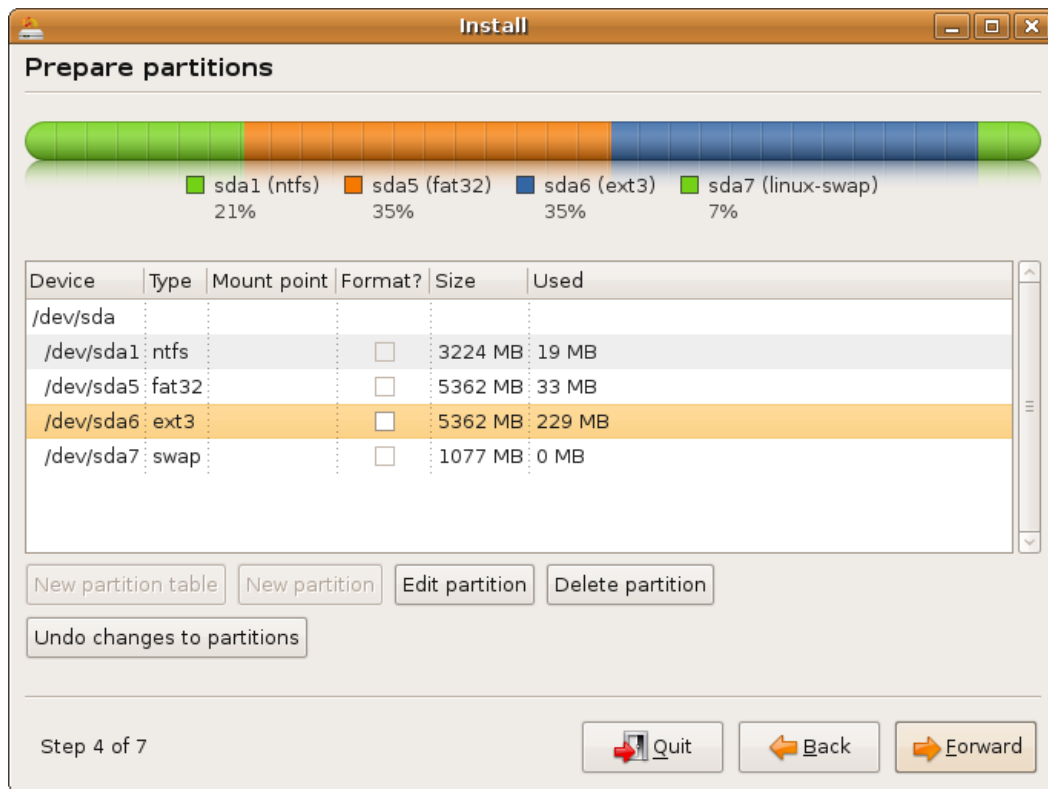 Install
Prepare partitions
sda1 (ntfs) sda5 (fat32) sda6 (ext3) sda7 (linux-swap)
21% 35% 35% 7%
Device Type Mount point Format? Size Used
/dev/sda
/dev/sda1 ntfs 3224 MB 19 MB
/dev/sda5 fat32 5362 MB 33 MB
/dev/sda6 ext3 5362 MB 229 MB
/dev/sda7 swap 1077 MB 0 MB
New partition table New partition Edit partition Delete partition
Undo changes to partitions
Step 4 of 7 Quit Back Forward